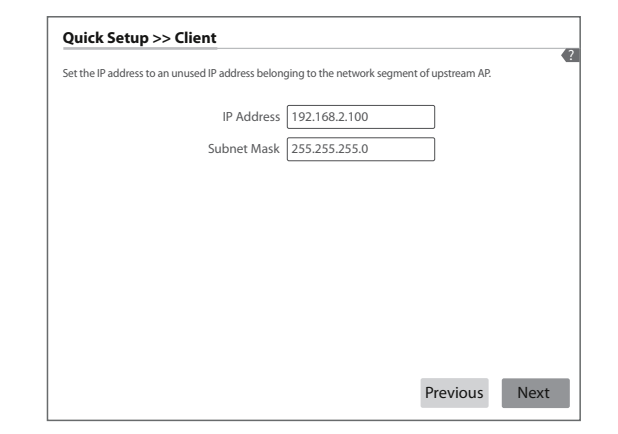 Quick Setup >> Client
?
Set the IP address to an unused IP address belonging to the network segment of upstream AP.
IP Address 192.168.2.100
Subnet Mask 255.255.255.0
Previous Next